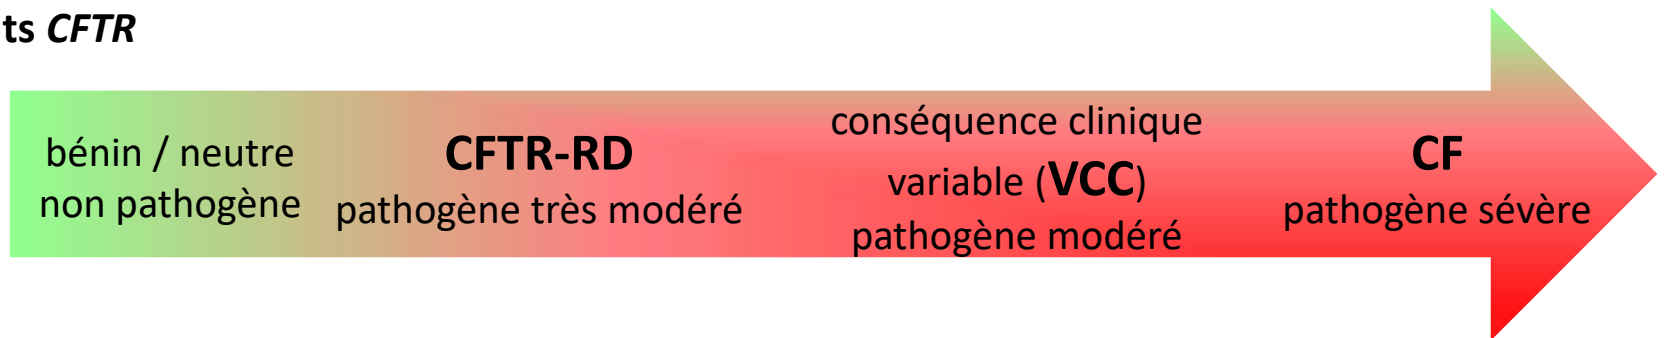 ts CFTR
bénin / neutre
non pathogène
CFTR-RD
pathogène très modéré
conséquence clinique
variable (VCC)
pathogène modéré
CF
pathogène sévère